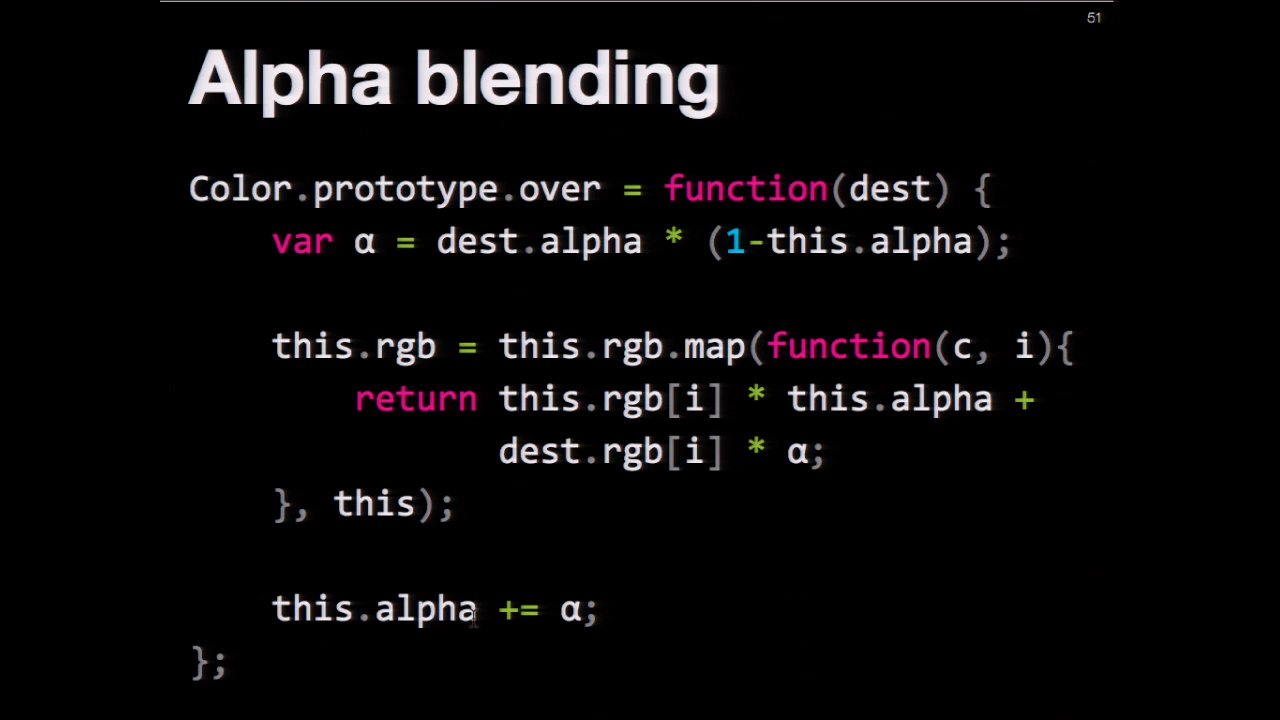 51
Alpha blending
Color.prototype.over = function(dest) {
var α = dest.alpha * (1-this.alpha);
this.rgb = this.rgb.map(function(c, i){
return this.rgb[i] * this.alpha +
dest.rgb[i] * α;
}, this);
this.alpha += α;
};